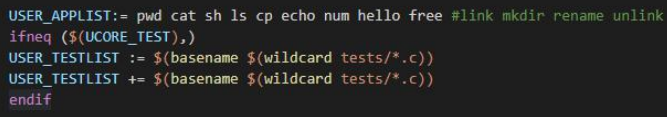 USER_APPLIST:= pwd cat sh ls cp echo num hello free #link mkdir rename unlink
ifneq ($(UCORE_TEST),)
USER_TESTLIST := $(basename $(wildcard tests/*.c))
USER_TESTLIST += $(basename $(wildcard tests/*.c))
endif